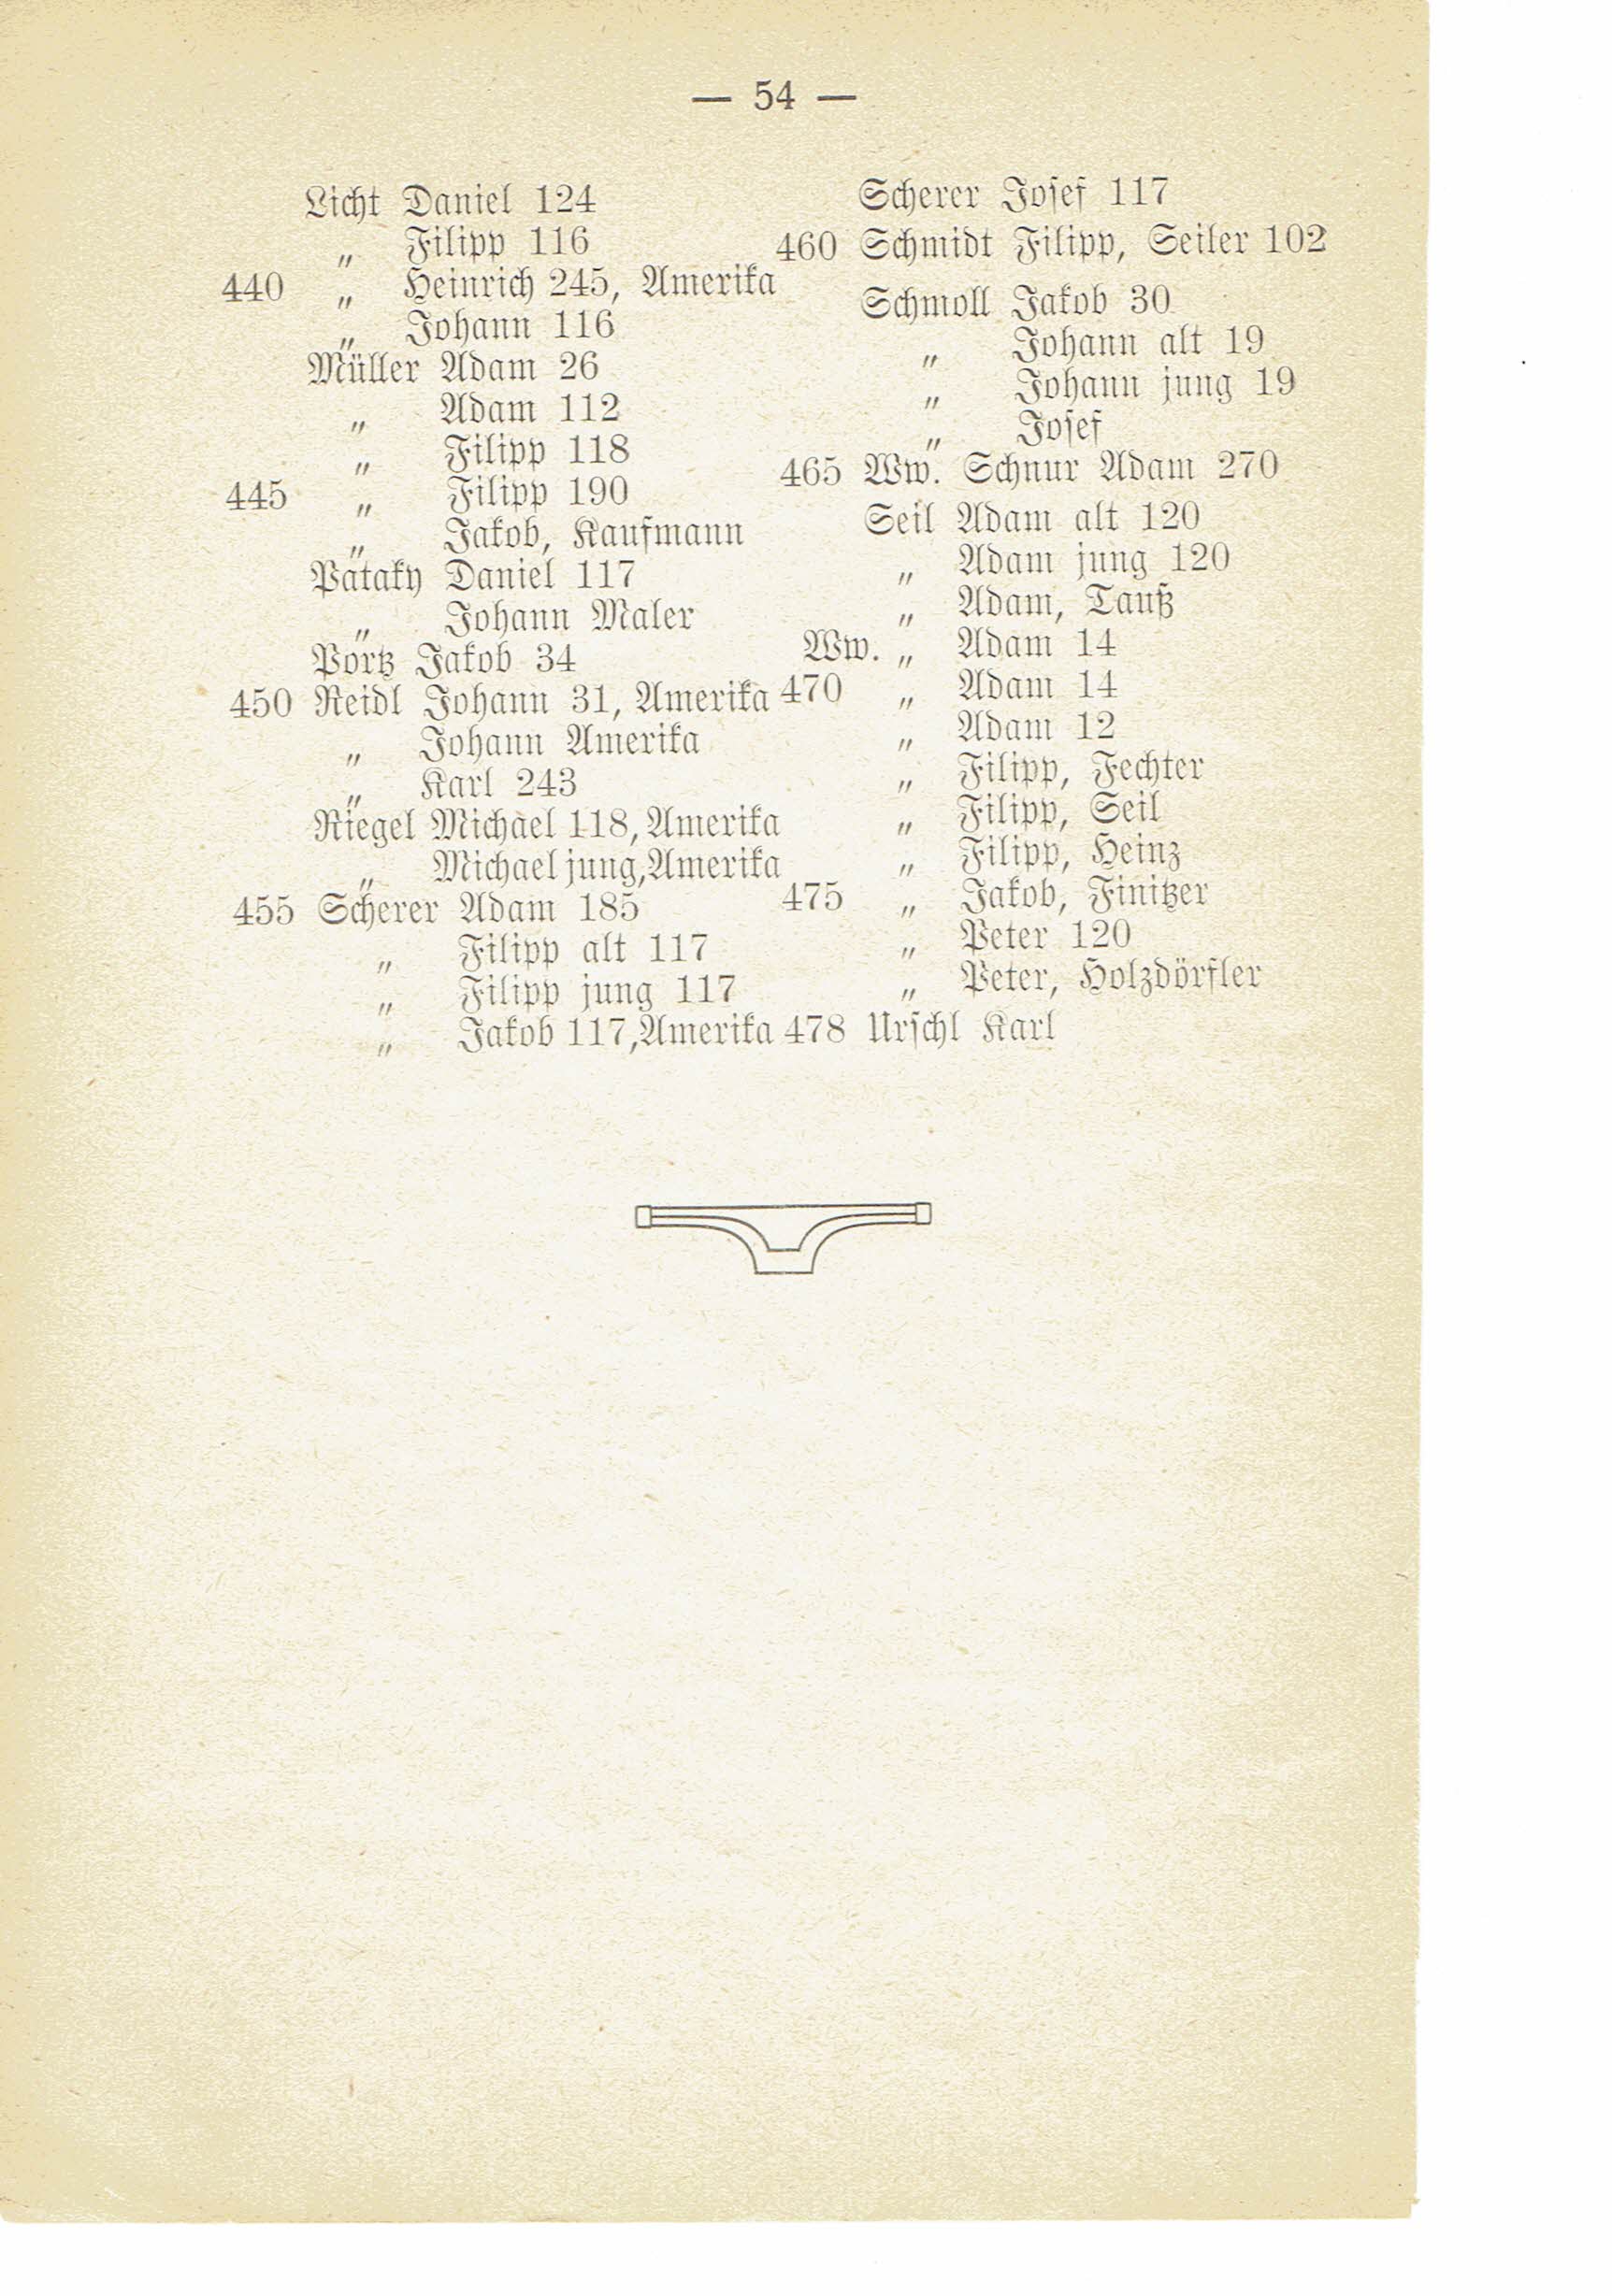 — 54 —
Licht Daniel 124
„ Filipp 116
440 „ Heinrich 245, Amerika
„ Johann 116
Müller Adam 26
„ Adam 112
„ Filipp 118
445 „ Filipp 190
„ Jakob, Kaufmann
Pataky Daniel 117
„ Johann Maler
Portz Jakob 34
450 Reidl Johann 31, Amerika
„ Johann Amerika
„ Karl 243
Riegel Michael 118, Amerika
„ Michael jung, Amerika
455 Scherer Adam 185
„ Filipp alt 117
„ Filipp jung 117
„ Jakob 117, Amerika
Scherer Josef 117
460 Schmidt Filipp, Seiler 102
Schmoll Jakob 30
„ Johann alt 19
„ Johann jung 19
„ Josef
465 Ww. Schnur Adam 270
Seil Adam alt 120
„ Adam jung 120
„ Adam, Tauß
Ww. „ Adam 14
470 „ Adam 14
„ Adam 12
„ Filipp, Fechter
„ Filipp, Seil
„ Filipp, Heinz
475 „ Jakob, Finitzer
„ Peter 120
„ Peter, Holzdörfler
478 Urschl Karl